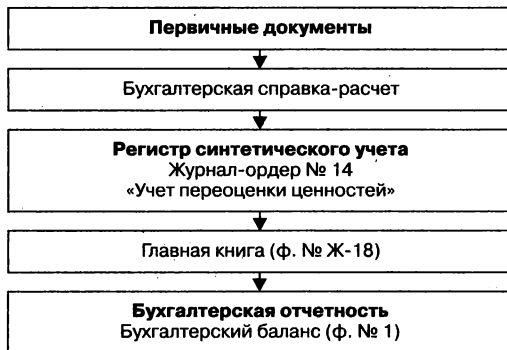 Первичные документы
Бухгалтерская справка-расчет
Регистр синтетического учета
Журнал-ордер № 14
«Учет переоценки ценностей»
Главная книга (ф. № Ж-18)
Бухгалтерская отчетность
Бухгалтерский баланс (ф. № 1)